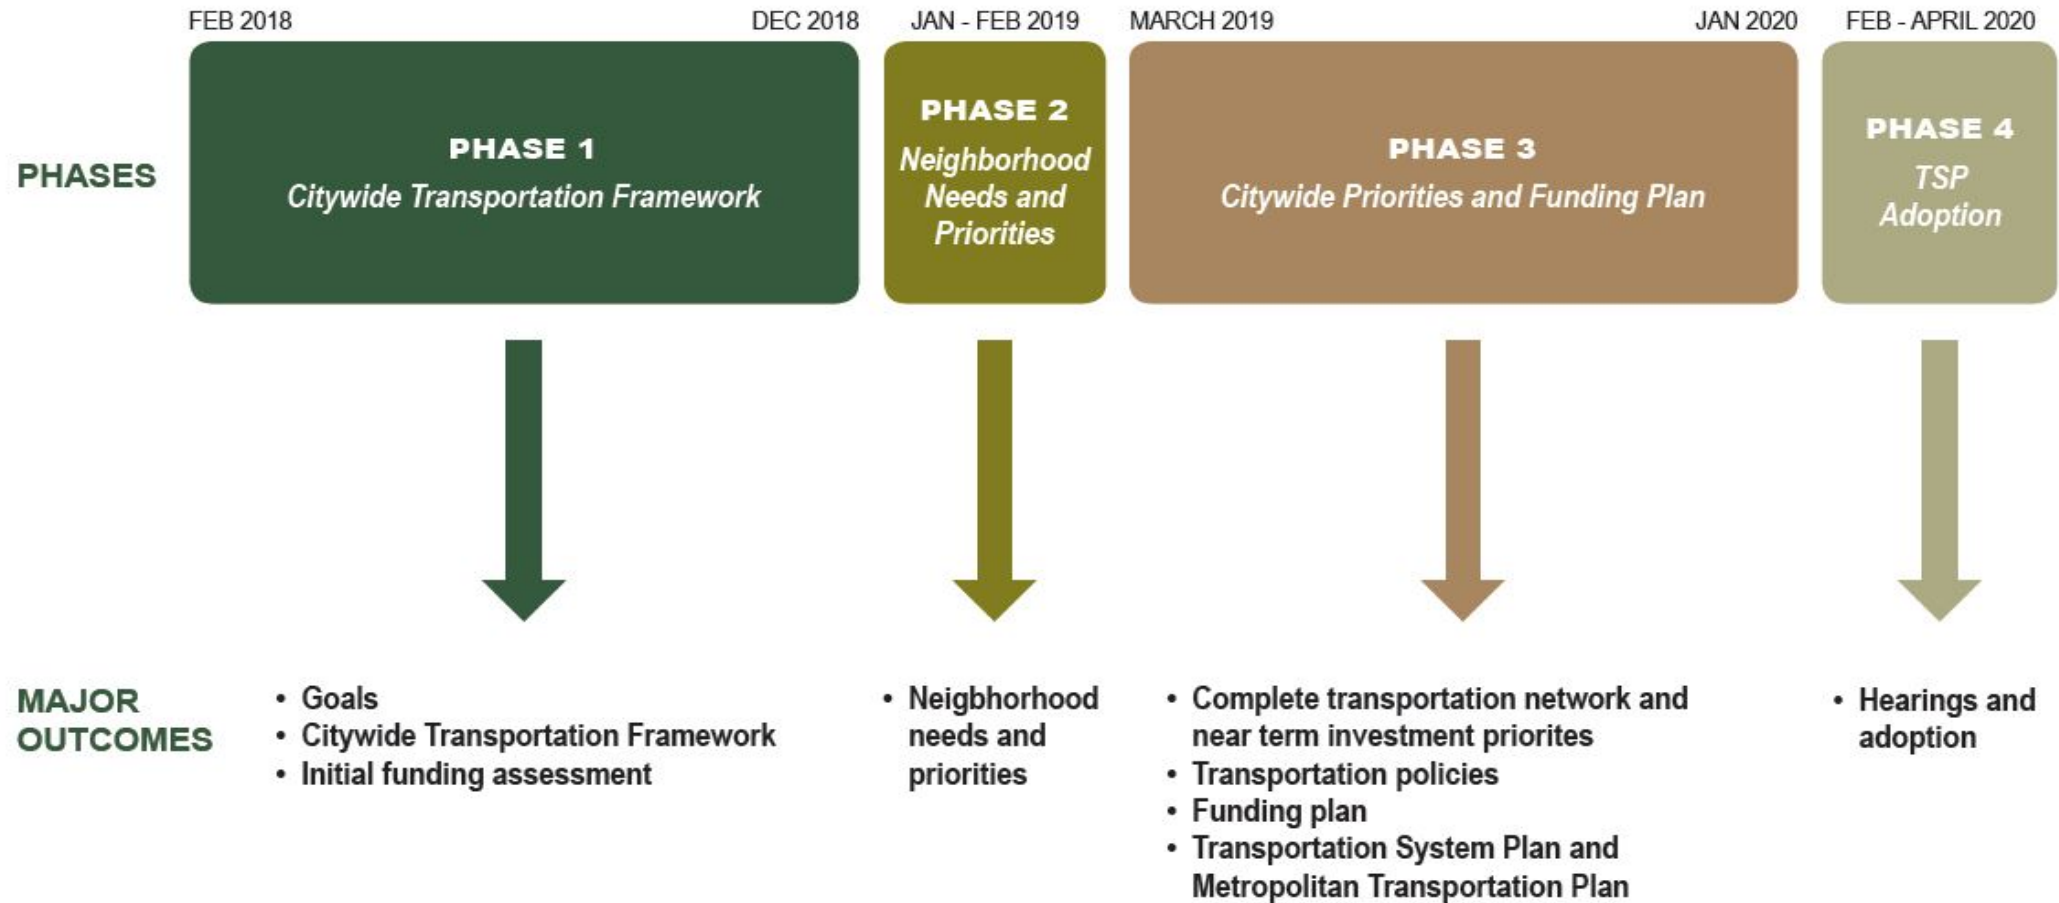 FEB 2018
DEC 2018
JAN - FEB 2019
MARCH 2019
JAN 2020
FEB - APRIL 2020
PHASES
PHASE 1
Citywide Transportation Framework
PHASE 2
Neighborhood
Needs and
Priorities
PHASE 3
Citywide Priorities and Funding Plan
PHASE 4
TSP
Adoption
MAJOR
OUTCOMES
• Goals
• Citywide Transportation Framework
• Initial funding assessment
• Neigbhorhood
needs and
priorities
• Complete transportation network and
near term investment priorites
• Transportation policies
• Funding plan
• Transportation System Plan and
Metropolitan Transportation Plan
• Hearings and
adoption